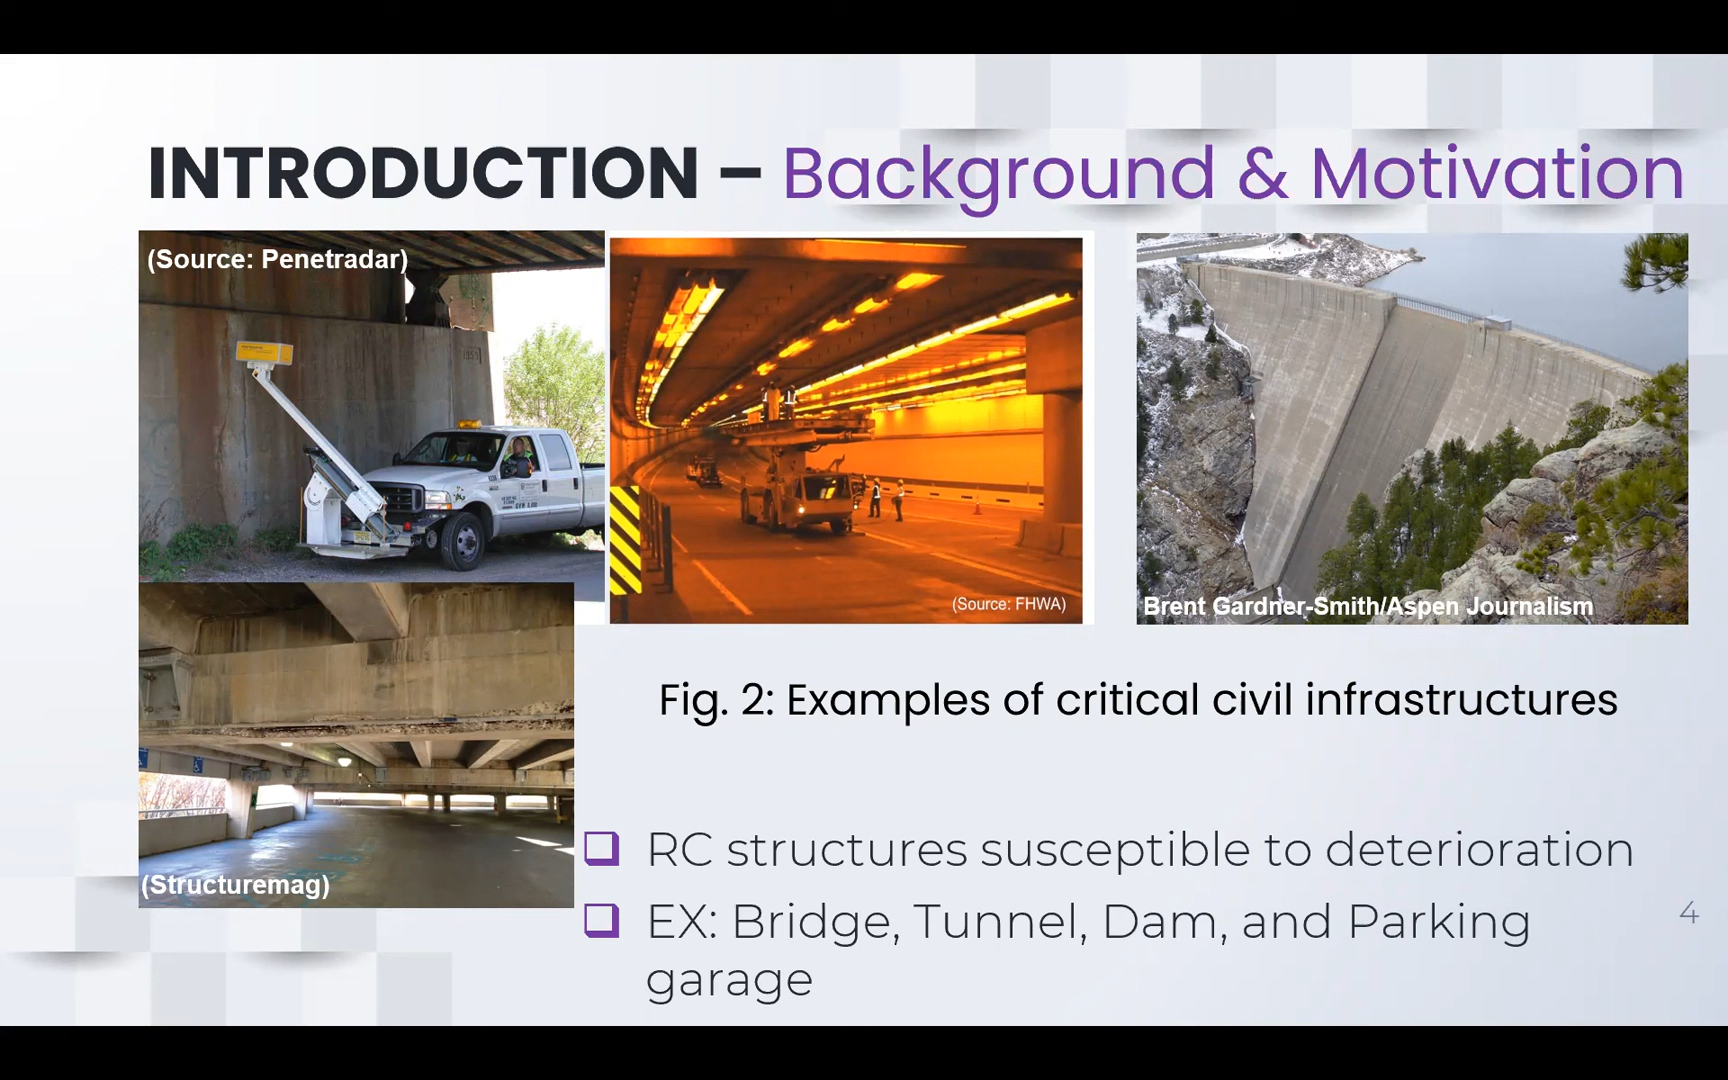 INTRODUCTION – Background & Motivation
(Source: Penetradar)
(Source: FHWA)
Brent Gardner-Smith/Aspen Journalism
(Structuremag)
Fig. 2: Examples of critical civil infrastructures
RC structures susceptible to deterioration
EX: Bridge, Tunnel, Dam, and Parking
garage
4